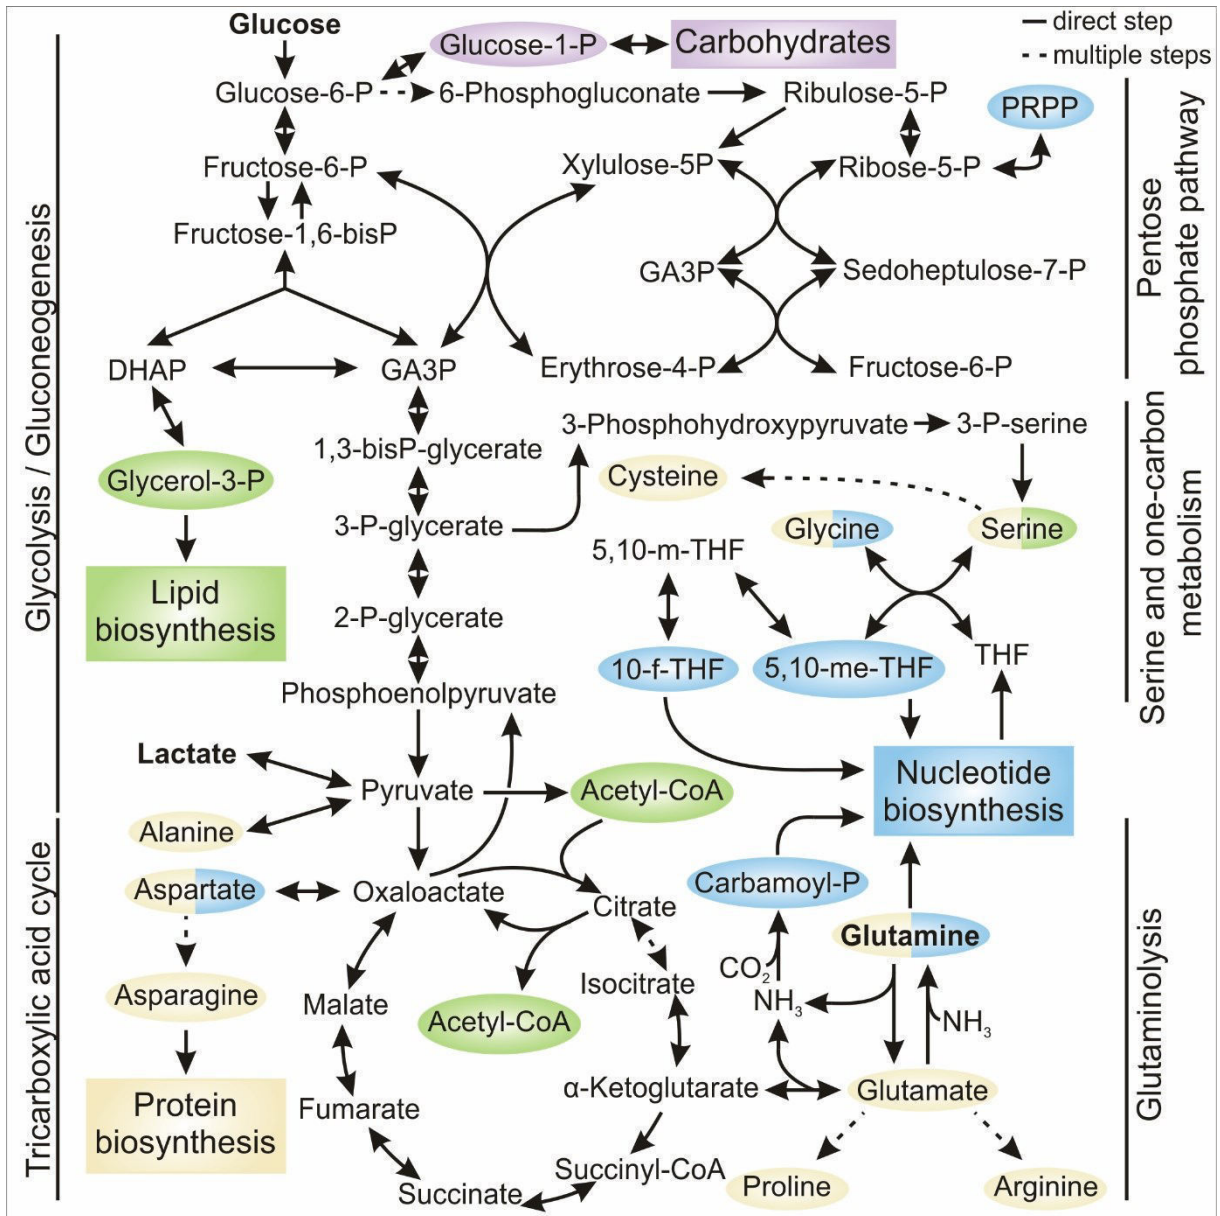 Glucose
Glucose-1-P
Carbohydrates
direct step
multiple steps
Glucose-6-P
6-Phosphogluconate
Ribulose-5-P
PRPP
Fructose-6-P
Xylulose-5P
Ribose-5-P
Fructose-1,6-bisP
GA3P
Sedoheptulose-7-P
DHAP
GA3P
Erythrose-4-P
Fructose-6-P
Pentose
phosphate pathway
Glycolysis / Gluconeogenesis
1,3-bisP-glycerate
3-Phosphohydroxypyruvate
3-P-serine
Glycerol-3-P
Cysteine
3-P-glycerate
Glycine
Serine
5,10-m-THF
Lipid
biosynthesis
2-P-glycerate
10-f-THF
5,10-me-THF
THF
Serine and one-carbon
metabolism
Phosphoenolpyruvate
Lactate
Pyruvate
Acetyl-CoA
Nucleotide
biosynthesis
Alanine
Aspartate
Oxaloactate
Citrate
Carbamoyl-P
Glutamine
Asparagine
Malate
Isocitrate
Acetyl-CoA
CO2
NH3
NH3
Protein
biosynthesis
Fumarate
α-Ketoglutarate
Glutamate
Succinate
Succinyl-CoA
Proline
Arginine
Tricarboxylic acid cycle
Glutaminolysis